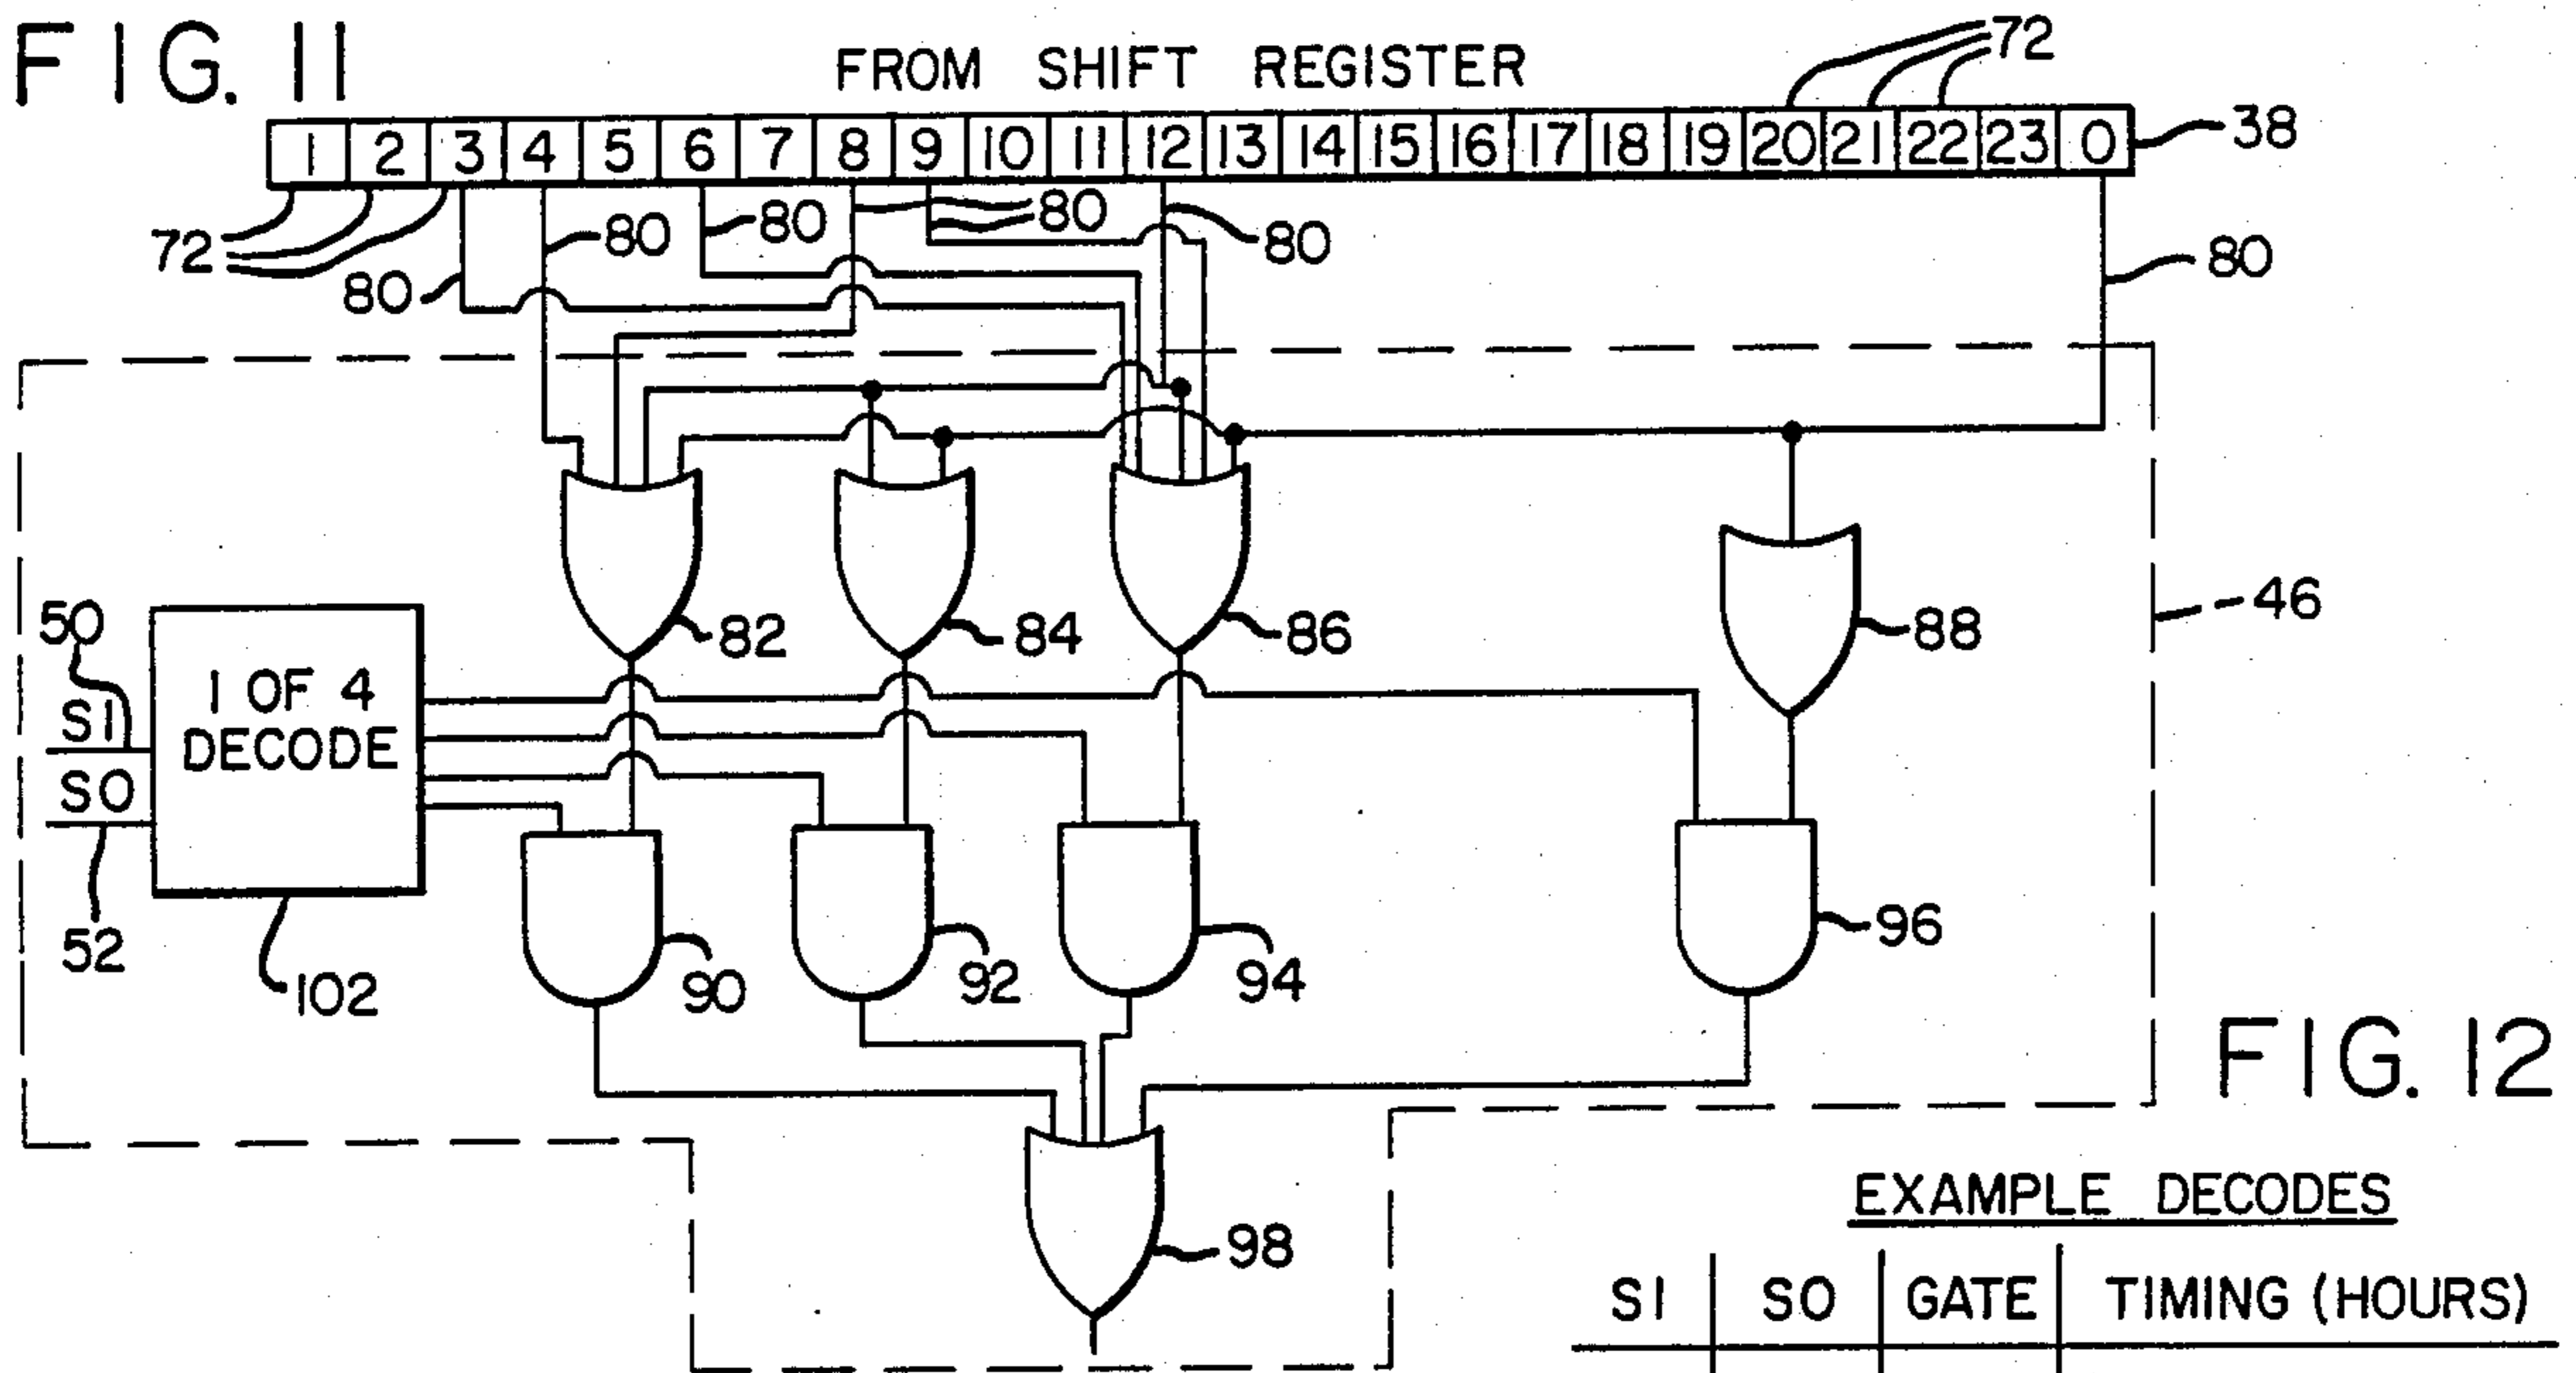 FIG. 11
FROM SHIFT REGISTER
72
1 2 3 4 5 6 7 8 9 10 11 12 13 14 15 16 17 18 19 20 21 22 23 0
38
72
80
80
80
80
80
80
82
84
86
88
46
50
S1
S0
52
1 OF 4
DECODE
102
90
92
94
96
98
FIG. 12
EXAMPLE DECODES
S1 S0 GATE TIMING (HOURS)